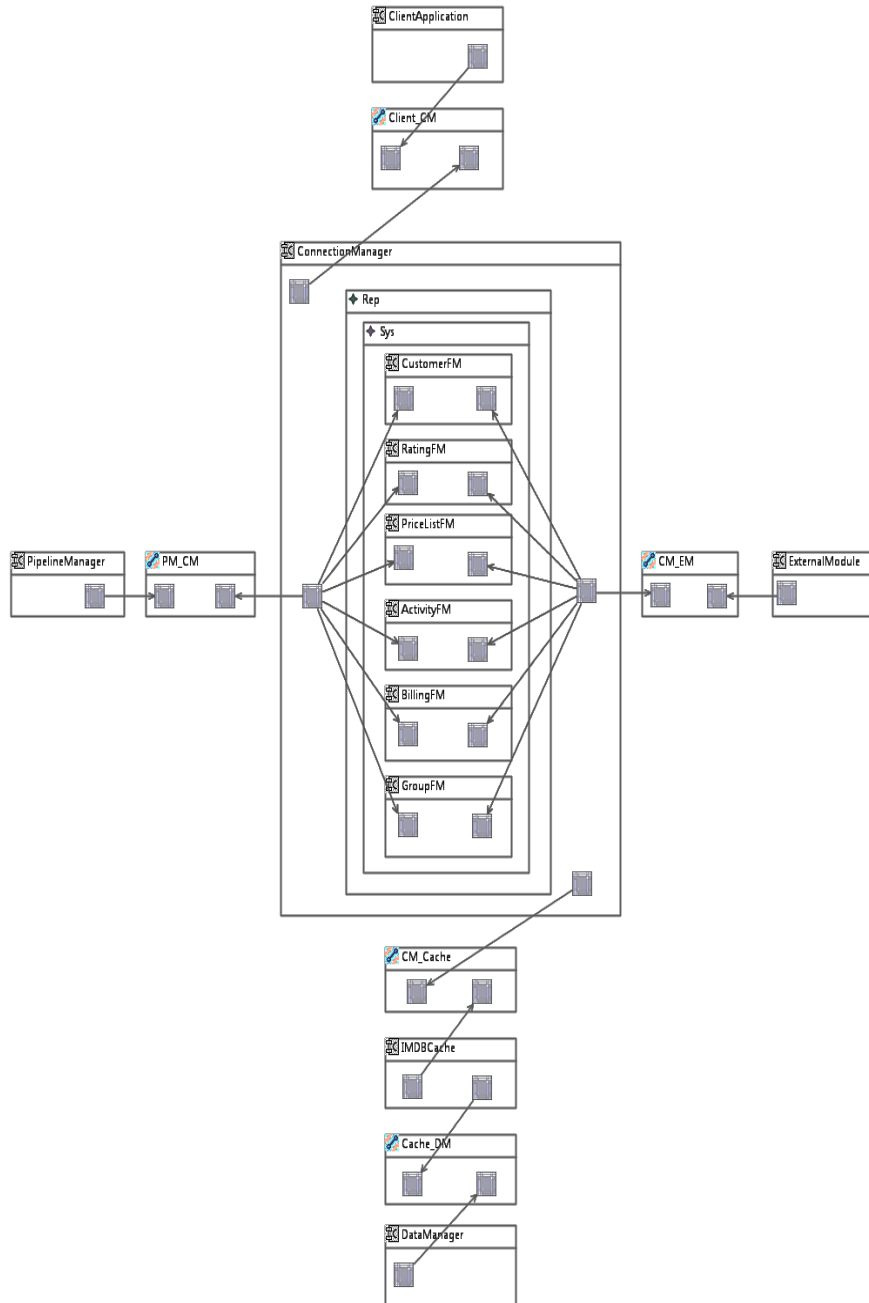 ClientApplication
Client_CM
ConnectionManager
Rep
Sys
CustomerFM
RatingFM
PriceListFM
PipelineManager
PM_CM
CM_EM
ExternalModule
ActivityFM
BillingFM
GroupFM
CM_Cache
IMDBCache
Cache_DM
DataManager